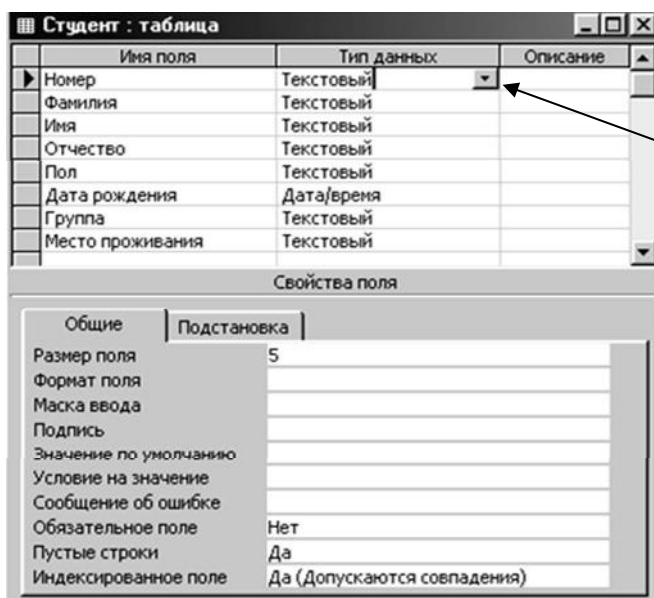 Студент : таблица
Имя поля Тип данных Описание
Номер Текстовый
Фамилия Текстовый
Имя Текстовый
Отчество Текстовый
Пол Текстовый
Дата рождения Дата/время
Группа Текстовый
Место проживания Текстовый
Свойства поля
Общие Подстановка
Размер поля 5
Формат поля
Маска ввода
Подпись
Значение по умолчанию
Условие на значение
Сообщение об ошибке
Обязательное поле Нет
Пустые строки Да
Индексированное поле Да (Допускаются совпадения)